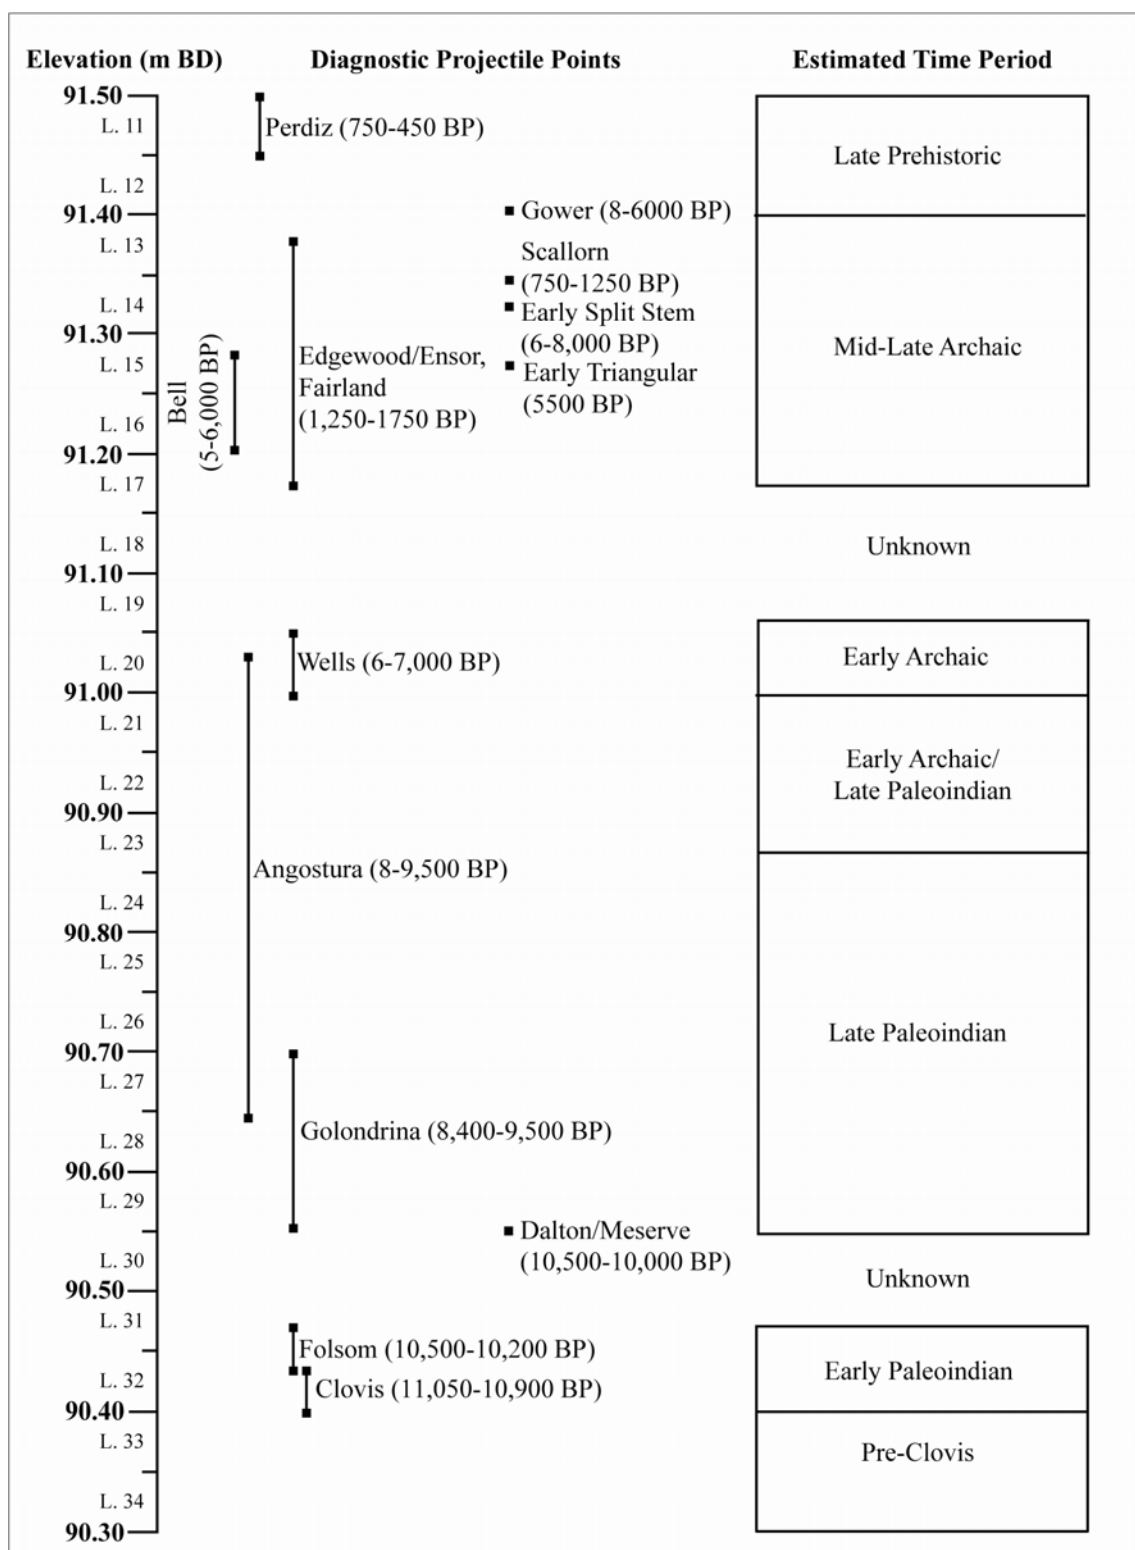 Elevation (m BD)
Diagnostic Projectile Points
Estimated Time Period
91.50
L. 11
L. 12
91.40
L. 13
L. 14
91.30
L. 15
L. 16
91.20
L. 17
L. 18
91.10
L. 19
L. 20
91.00
L. 21
L. 22
90.90
L. 23
L. 24
90.80
L. 25
L. 26
90.70
L. 27
L. 28
90.60
L. 29
L. 30
90.50
L. 31
L. 32
90.40
L. 33
L. 34
90.30
Perdiz (750-450 BP)
Gower (8-6000 BP)
Scallorn
(750-1250 BP)
Early Split Stem
(6-8,000 BP)
Early Triangular
(5500 BP)
Bell
(5-6,000 BP)
Edgewood/Ensor,
Fairland
(1,250-1750 BP)
Wells (6-7,000 BP)
Angostura (8-9,500 BP)
Golondrina (8,400-9,500 BP)
Dalton/Meserve
(10,500-10,000 BP)
Folsom (10,500-10,200 BP)
Clovis (11,050-10,900 BP)
Late Prehistoric
Mid-Late Archaic
Unknown
Early Archaic
Early Archaic/
Late Paleoindian
Late Paleoindian
Unknown
Early Paleoindian
Pre-Clovis